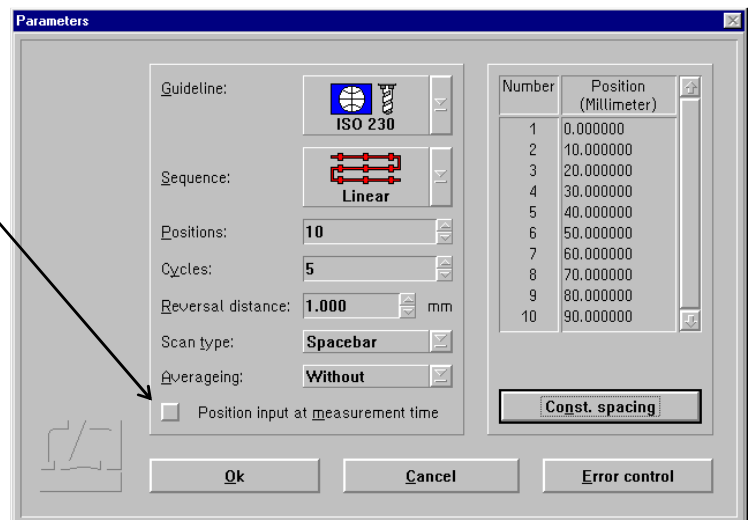 Parameters
Guideline:
ISO 230
Sequence:
Linear
Positions: 10
Cycles: 5
Reversal distance: 1.000 mm
Scan type: Spacebar
Averageing: Without
Position input at measurement time
Number Position
(Millimeter)
1 0.000000
2 10.000000
3 20.000000
4 30.000000
5 40.000000
6 50.000000
7 60.000000
8 70.000000
9 80.000000
10 90.000000
Const. spacing
Ok Cancel Error control